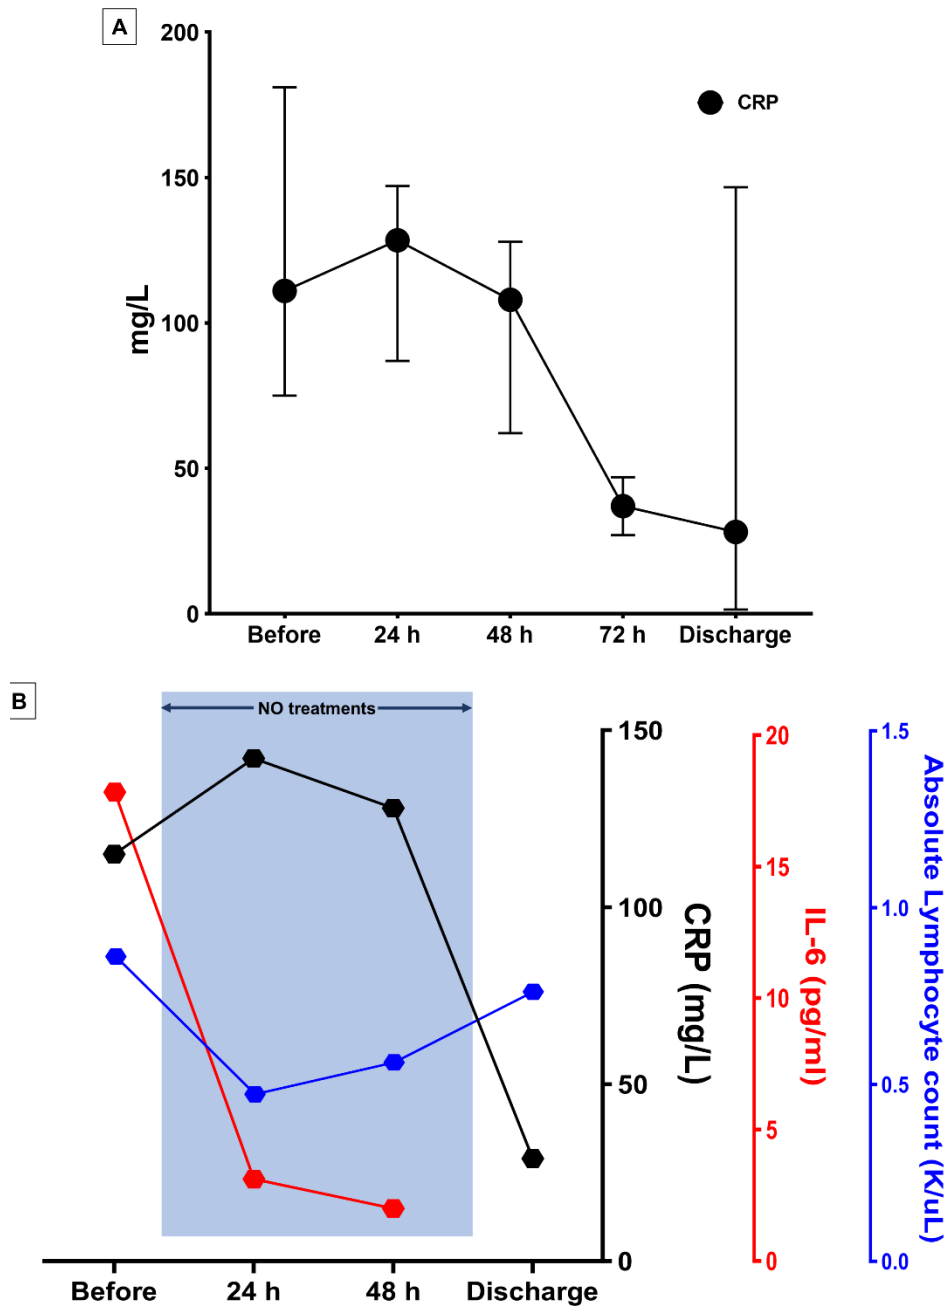 A
200
150
100
50
0
mg/L
CRP
Before 24 h 48 h 72 h Discharge
B
NO treatments
150
100
50
0
CRP (mg/L)
20
15
10
5
0
IL-6 (pg/ml)
1.5
1.0
0.5
0.0
Absolute Lymphocyte count (K/uL)
Before 24 h 48 h Discharge